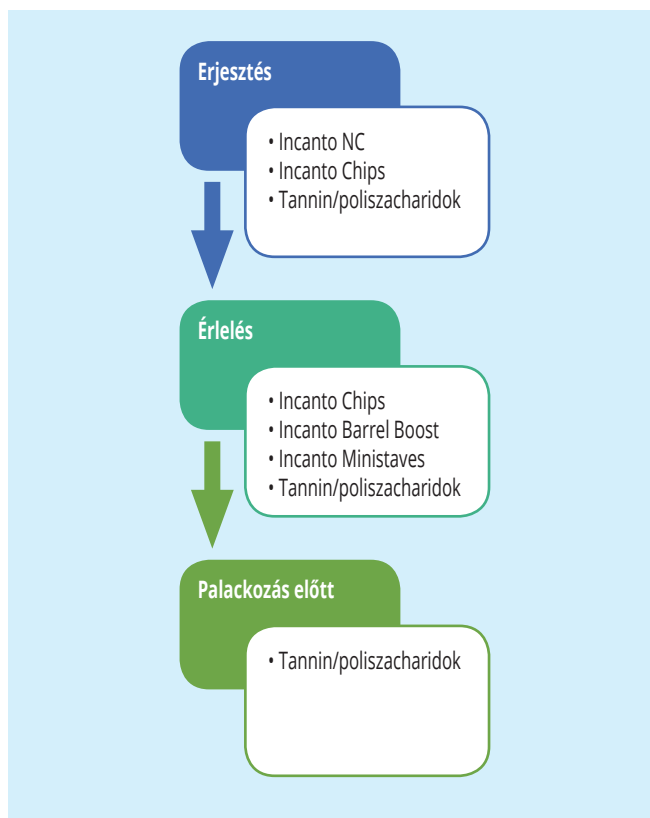 Erjesztés
• Incanto NC
• Incanto Chips
• Tannin/poliszacharidok
Érlelés
• Incanto Chips
• Incanto Barrel Boost
• Incanto Ministaves
• Tannin/poliszacharidok
Palackozás előtt
• Tannin/poliszacharidok